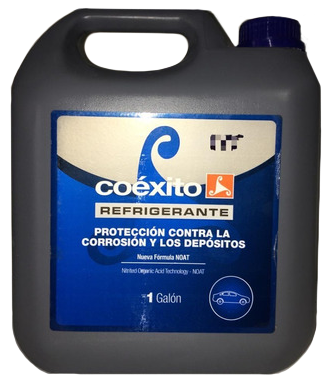 coéxito
REFRIGERANTE
PROTECCIÓN CONTRA LA
CORROSIÓN Y LOS DEPÓSITOS
Nueva Fórmula NOAT
Nitrited Organic Acid Technology - NOAT
1 Galón